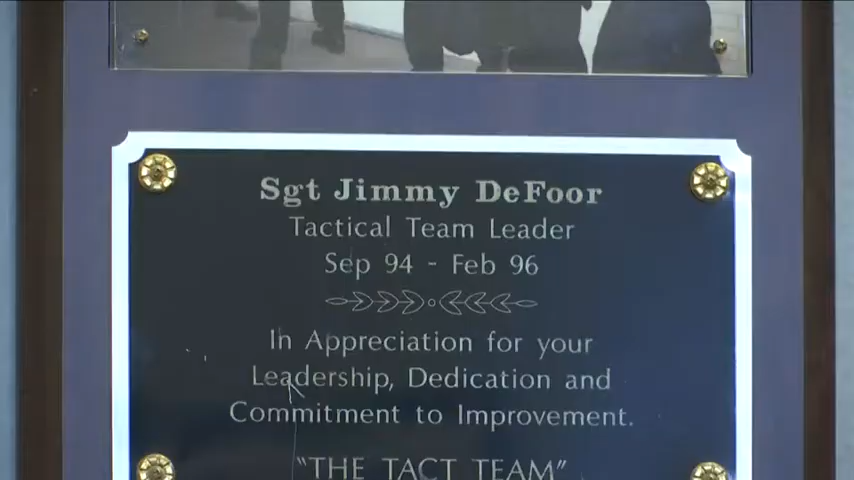 Sgt Jimmy DeFoor
Tactical Team Leader
Sep 94 - Feb 96
In Appreciation for your
Leadership, Dedication and
Commitment to Improvement.
"THE TACT TEAM"